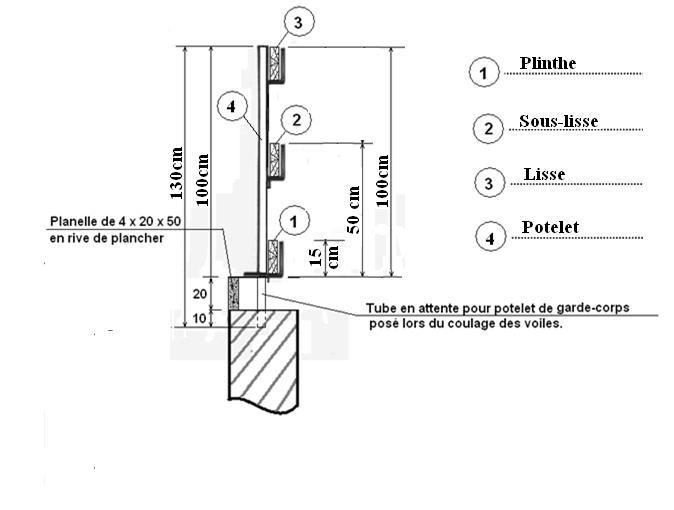 3
4
2
1
130cm
100cm
50 cm
100cm
15
cm
Planelle de 4 x 20 x 50
en rive de plancher
20
10
Tube en attente pour potelet de garde-corps
posé lors du coulage des voiles.
1 Plinthe
2 Sous-lisse
3 Lisse
4 Potelet